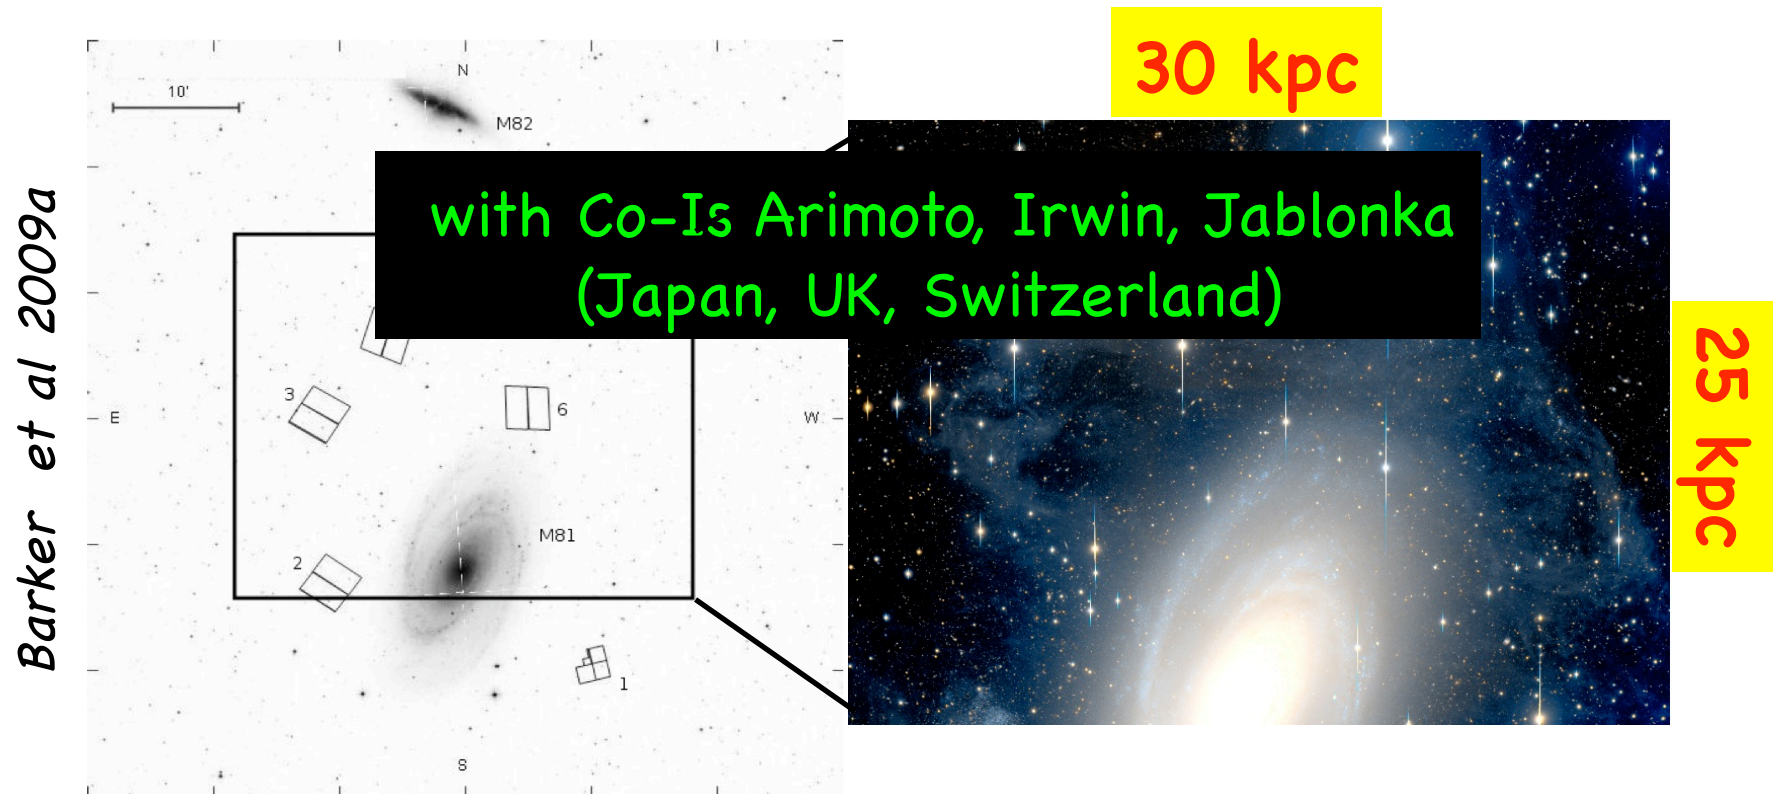 Barker et al 2009a
N
10'
M82
30 kpc
with Co-Is Arimoto, Irwin, Jablonka
(Japan, UK, Switzerland)
25 kpc
3
6
E
W
M81
2
1
S